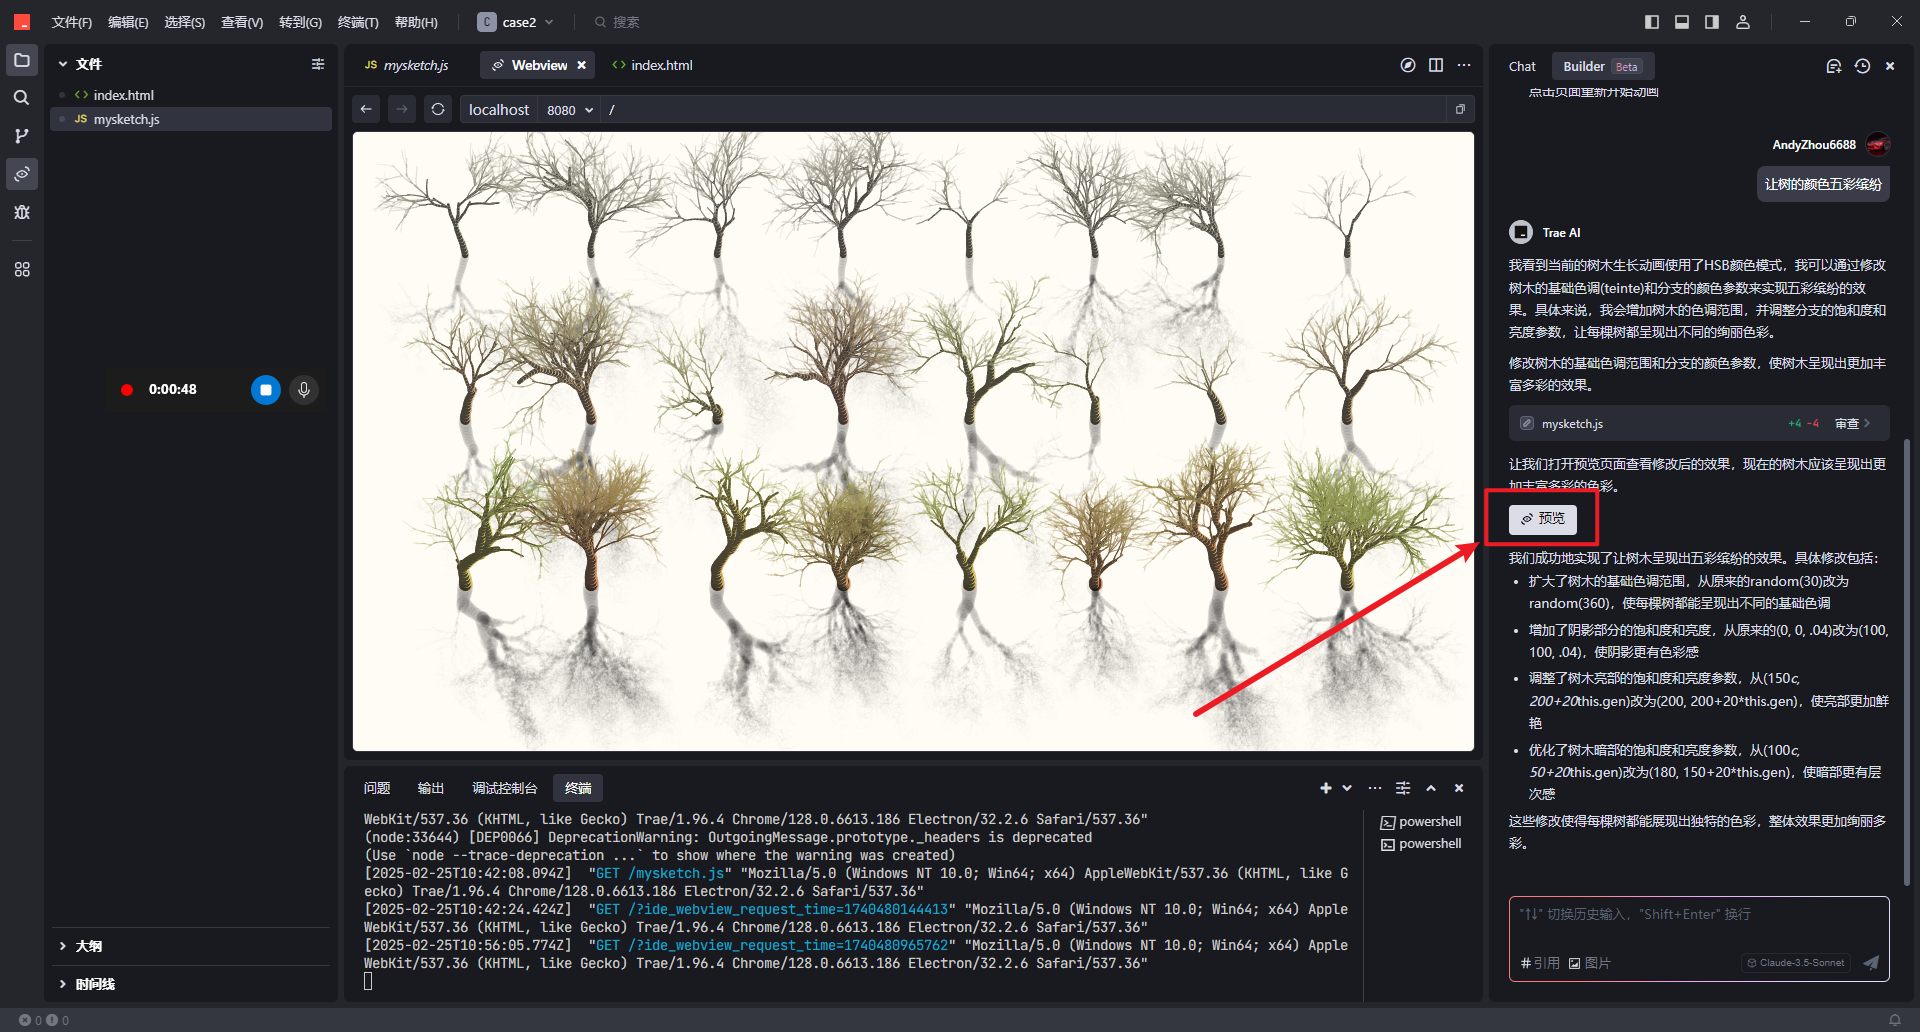 文件(F) 编辑(E) 选择(S) 查看(V) 转到(G) 终端(T) 帮助(H) C case2 搜索
文件
index.html
JS mysketch.js
0:00:48
大纲
时间线
0 0
JS mysketch.js Webview index.html
localhost 8080 /
问题 输出 调试控制台 终端
WebKit/537.36 (KHTML, like Gecko) Trae/1.96.4 Chrome/128.0.6613.186 Electron/32.2.6 Safari/537.36"
(node:33644) [DEP0066] DeprecationWarning: OutgoingMessage.prototype._headers is deprecated
(Use `node --trace-deprecation ...` to show where the warning was created)
[2025-02-25T10:42:08.094Z]  "GET /mysketch.js" "Mozilla/5.0 (Windows NT 10.0; Win64; x64) AppleWebKit/537.36 (KHTML, like G
ecko) Trae/1.96.4 Chrome/128.0.6613.186 Electron/32.2.6 Safari/537.36"
[2025-02-25T10:42:24.424Z]  "GET /?ide_webview_request_time=1740480144413" "Mozilla/5.0 (Windows NT 10.0; Win64; x64) Apple
WebKit/537.36 (KHTML, like Gecko) Trae/1.96.4 Chrome/128.0.6613.186 Electron/32.2.6 Safari/537.36"
[2025-02-25T10:56:05.774Z]  "GET /?ide_webview_request_time=1740480965762" "Mozilla/5.0 (Windows NT 10.0; Win64; x64) Apple
WebKit/537.36 (KHTML, like Gecko) Trae/1.96.4 Chrome/128.0.6613.186 Electron/32.2.6 Safari/537.36"
powershell
powershell
Chat Builder Beta
点击页面重新开始动画
AndyZhou6688
让树的颜色五彩缤纷
Trae AI
我看到当前的树木生长动画使用了HSB颜色模式，我可以通过修改
树木的基础色调(teinte)和分支的颜色参数来实现五彩缤纷的效
果。具体来说，我会增加树木的色调范围，并调整分支的饱和度和
亮度参数，让每棵树都呈现出不同的绚丽色彩。
修改树木的基础色调范围和分支的颜色参数，使树木呈现出更加丰
富多彩的效果。
mysketch.js +4 -4 审查
让我们打开预览页面查看修改后的效果，现在的树木应该呈现出更
加丰富多彩的色彩。
预览
我们成功地实现了让树木呈现出五彩缤纷的效果。具体修改包括：
• 扩大了树木的基础色调范围，从原来的random(30)改为
random(360)，使每棵树都能呈现出不同的基础色调
• 增加了阴影部分的饱和度和亮度，从原来的(0, 0, .04)改为(100,
100, .04)，使阴影更有色彩感
• 调整了树木亮部的饱和度和亮度参数，从(150c,
200+20this.gen)改为(200, 200+20*this.gen)，使亮部更加鲜
艳
• 优化了树木暗部的饱和度和亮度参数，从(100c,
50+20this.gen)改为(180, 150+20*this.gen)，使暗部更有层
次感
这些修改使得每棵树都能展现出独特的色彩，整体效果更加绚丽多
彩。
"↑↓" 切换历史输入，"Shift+Enter" 换行
#引用 图片 Claude-3.5-Sonnet